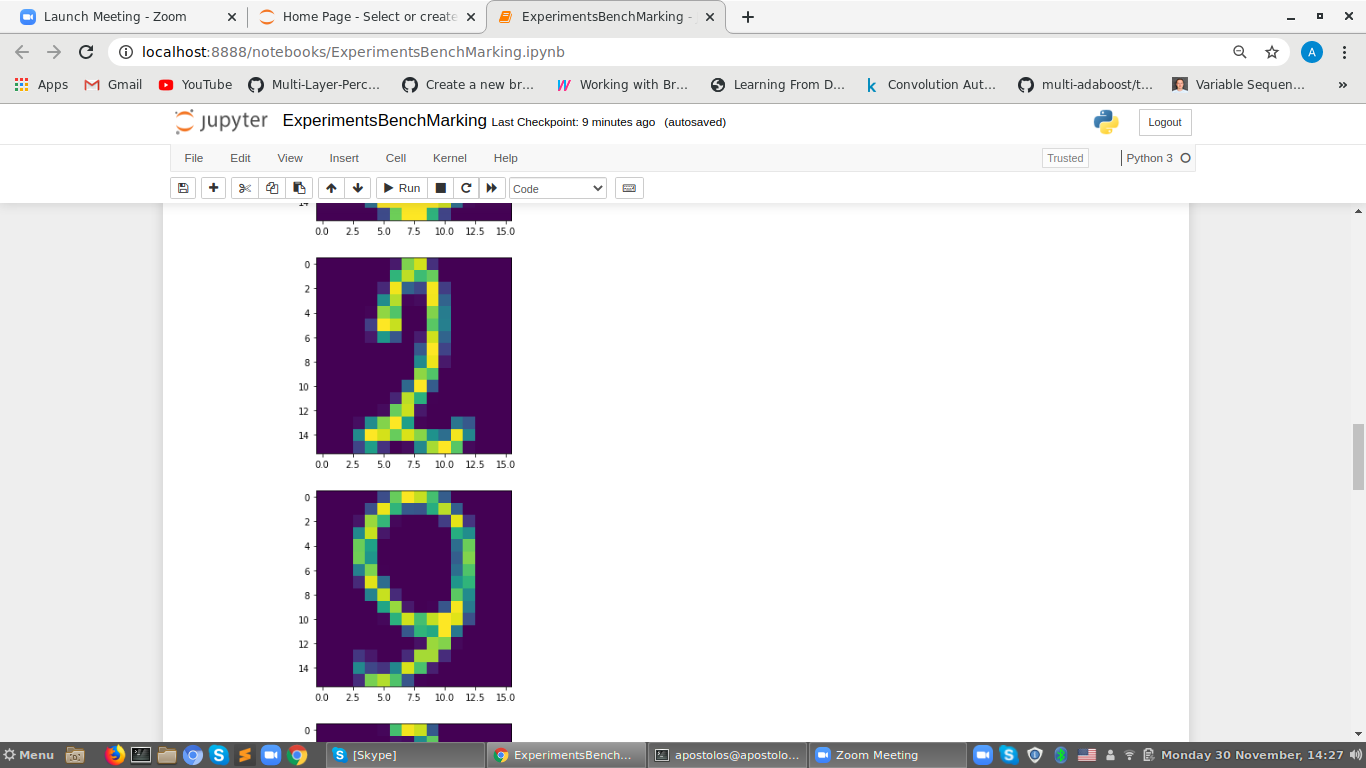 Launch Meeting - Zoom
Home Page - Select or create
ExperimentsBenchMarking -
localhost:8888/notebooks/ExperimentsBenchMarking.ipynb
A
Apps Gmail YouTube Multi-Layer-Perc... Create a new br... Working with Br... Learning From D... Convolution Aut... multi-adaboost/t... Variable Sequen... »
jupyter ExperimentsBenchMarking Last Checkpoint: 9 minutes ago (autosaved) Logout
File Edit View Insert Cell Kernel Help Trusted Python 3
Run Code
14
0.0 2.5 5.0 7.5 10.0 12.5 15.0
0
2
4
6
8
10
12
14
0.0 2.5 5.0 7.5 10.0 12.5 15.0
0
2
4
6
8
10
12
14
0.0 2.5 5.0 7.5 10.0 12.5 15.0
0
Menu [Skype] ExperimentsBench... apostolos@apostolo... Zoom Meeting Monday 30 November, 14:27